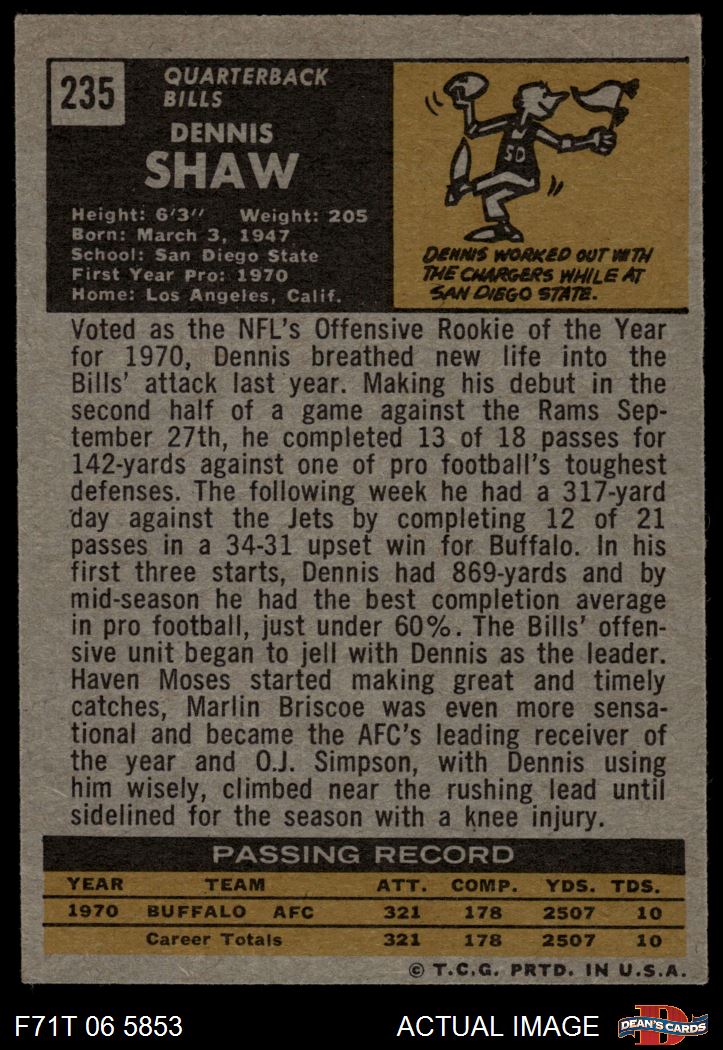 235
QUARTERBACK
BILLS
DENNIS
SHAW
Height: 6'3" Weight: 205
Born: March 3, 1947
School: San Diego State
First Year Pro: 1970
Home: Los Angeles, Calif.
SD
DENNIS WORKED OUT WITH
THE CHARGERS WHILE AT
SAN DIEGO STATE.
Voted as the NFL's Offensive Rookie of the Year
for 1970, Dennis breathed new life into the
Bills' attack last year. Making his debut in the
second half of a game against the Rams Sep-
tember 27th, he completed 13 of 18 passes for
142-yards against one of pro football's toughest
defenses. The following week he had a 317-yard
day against the Jets by completing 12 of 21
passes in a 34-31 upset win for Buffalo. In his
first three starts, Dennis had 869-yards and by
mid-season he had the best completion average
in pro football, just under 60%. The Bills' offen-
sive unit began to jell with Dennis as the leader.
Haven Moses started making great and timely
catches, Marlin Briscoe was even more sensa-
tional and became the AFC's leading receiver of
the year and O.J. Simpson, with Dennis using
him wisely, climbed near the rushing lead until
sidelined for the season with a knee injury.
PASSING RECORD
YEAR TEAM ATT. COMP. YDS. TDS.
1970 BUFFALO AFC 321 178 2507 10
Career Totals 321 178 2507 10
© T.C.G. PRTD. IN U.S.A.
F71T 06 5853 ACTUAL IMAGE D DEAN'S CARDS